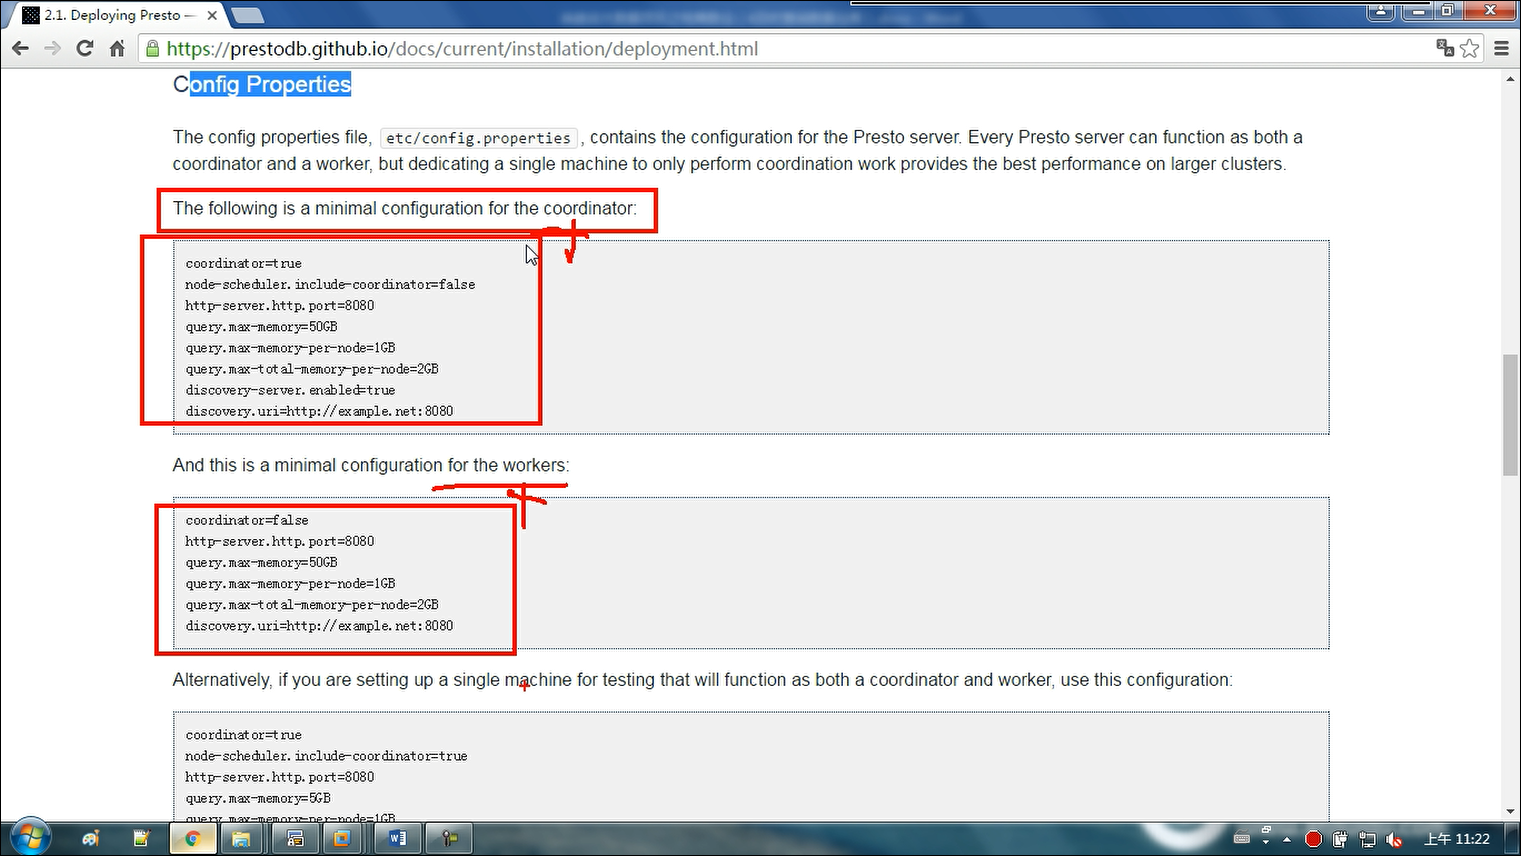 2.1. Deploying Presto —
https://prestodb.github.io/docs/current/installation/deployment.html
Config Properties
The config properties file, etc/config.properties , contains the configuration for the Presto server. Every Presto server can function as both a
coordinator and a worker, but dedicating a single machine to only perform coordination work provides the best performance on larger clusters.
The following is a minimal configuration for the coordinator:
coordinator=true
node-scheduler.include-coordinator=false
http-server.http.port=8080
query.max-memory=50GB
query.max-memory-per-node=1GB
query.max-total-memory-per-node=2GB
discovery-server.enabled=true
discovery.uri=http://example.net:8080
And this is a minimal configuration for the workers:
coordinator=false
http-server.http.port=8080
query.max-memory=50GB
query.max-memory-per-node=1GB
query.max-total-memory-per-node=2GB
discovery.uri=http://example.net:8080
Alternatively, if you are setting up a single machine for testing that will function as both a coordinator and worker, use this configuration:
coordinator=true
node-scheduler.include-coordinator=true
http-server.http.port=8080
query.max-memory=5GB
query.max-memory-per-node=1GB
上午 11:22